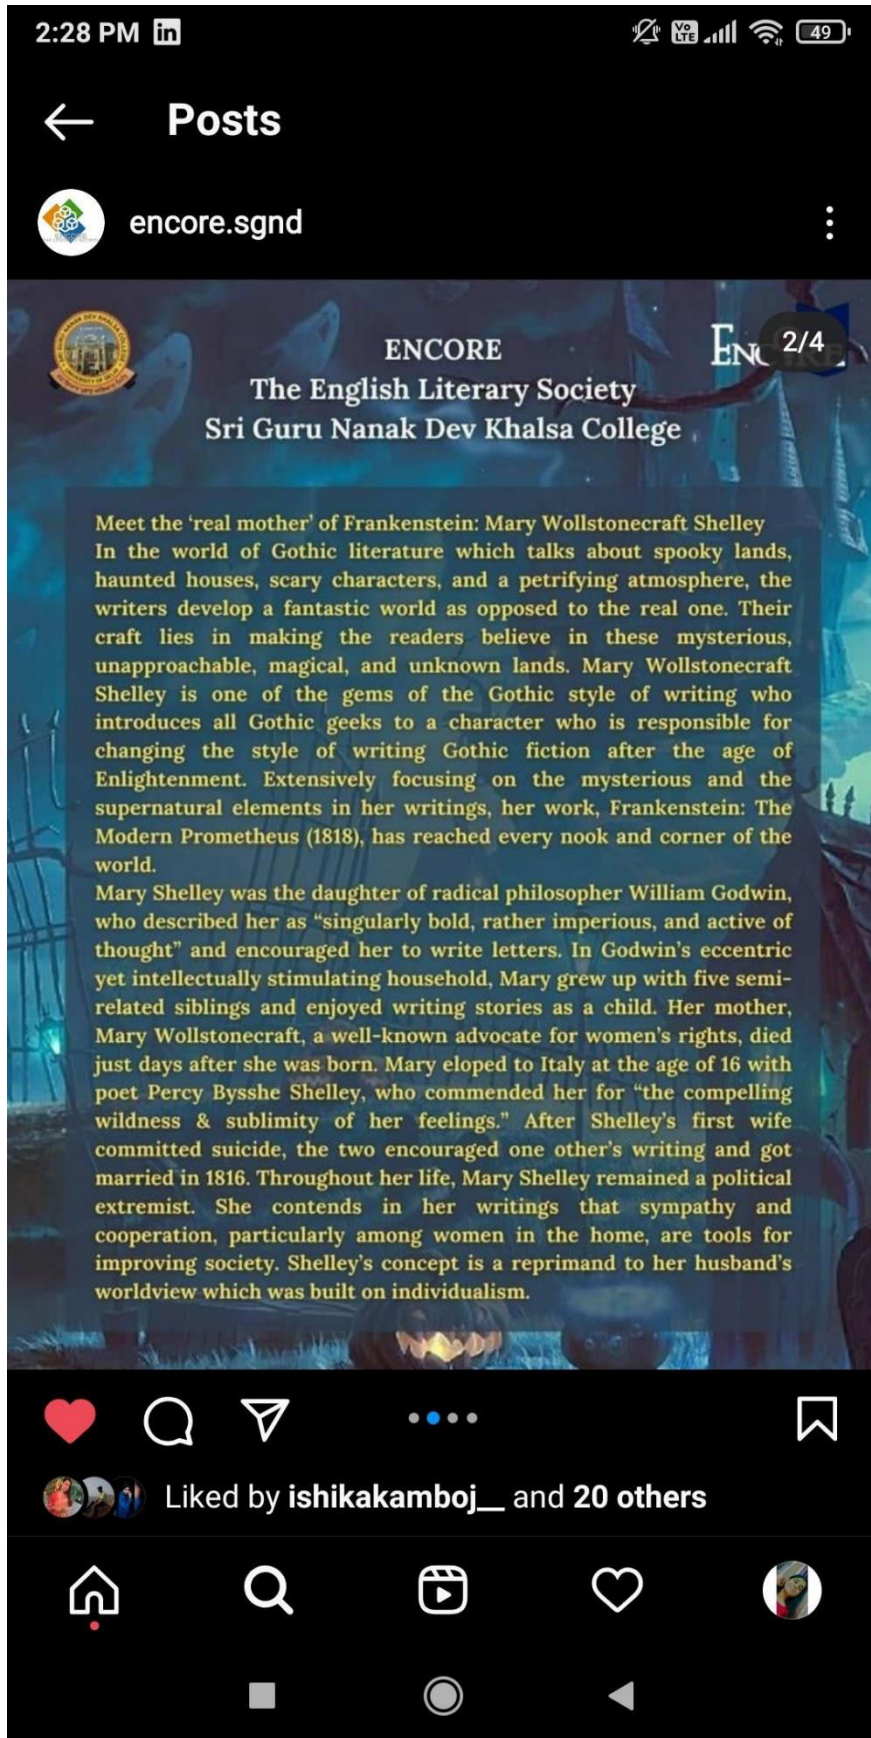 2:28 PM in
Vo LTE 49
Posts
encore.sgnd
2/4
ENCORE
The English Literary Society
Sri Guru Nanak Dev Khalsa College
Meet the ‘real mother’ of Frankenstein: Mary Wollstonecraft Shelley
In the world of Gothic literature which talks about spooky lands,
haunted houses, scary characters, and a petrifying atmosphere, the
writers develop a fantastic world as opposed to the real one. Their
craft lies in making the readers believe in these mysterious,
unapproachable, magical, and unknown lands. Mary Wollstonecraft
Shelley is one of the gems of the Gothic style of writing who
introduces all Gothic geeks to a character who is responsible for
changing the style of writing Gothic fiction after the age of
Enlightenment. Extensively focusing on the mysterious and the
supernatural elements in her writings, her work, Frankenstein: The
Modern Prometheus (1818), has reached every nook and corner of the
world.
Mary Shelley was the daughter of radical philosopher William Godwin,
who described her as “singularly bold, rather imperious, and active of
thought” and encouraged her to write letters. In Godwin’s eccentric
yet intellectually stimulating household, Mary grew up with five semi-
related siblings and enjoyed writing stories as a child. Her mother,
Mary Wollstonecraft, a well-known advocate for women’s rights, died
just days after she was born. Mary eloped to Italy at the age of 16 with
poet Percy Bysshe Shelley, who commended her for “the compelling
wildness & sublimity of her feelings.” After Shelley’s first wife
committed suicide, the two encouraged one other’s writing and got
married in 1816. Throughout her life, Mary Shelley remained a political
extremist. She contends in her writings that sympathy and
cooperation, particularly among women in the home, are tools for
improving society. Shelley’s concept is a reprimand to her husband’s
worldview which was built on individualism.
Liked by ishikakamboj__ and 20 others